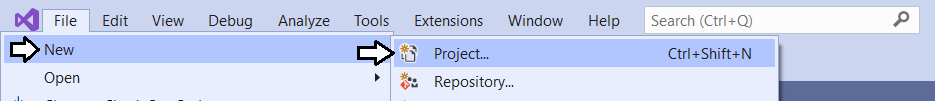 File Edit View Debug Analyze Tools Extensions Window Help Search (Ctrl+Q)
New
Project... Ctrl+Shift+N
Open
Repository...